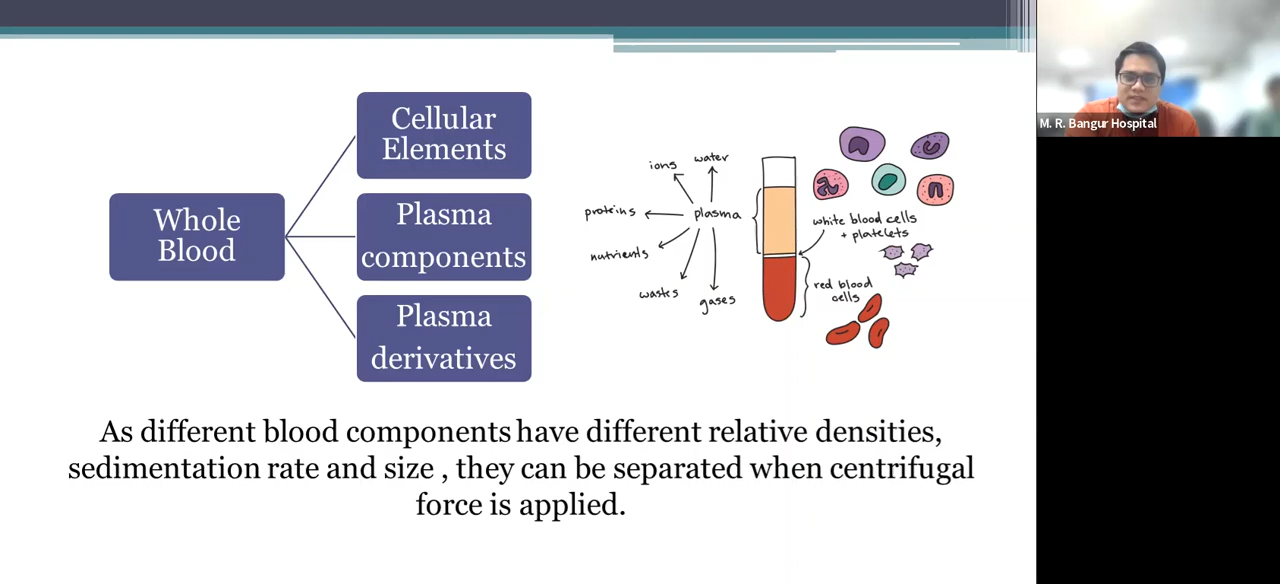 Cellular
Elements
Whole
Blood
Plasma
components
Plasma
derivatives
ions
water
proteins
plasma
nutrients
wastes
gases
white blood cells
+ platelets
red blood
cells
As different blood components have different relative densities,
sedimentation rate and size , they can be separated when centrifugal
force is applied.
M. R. Bangur Hospital